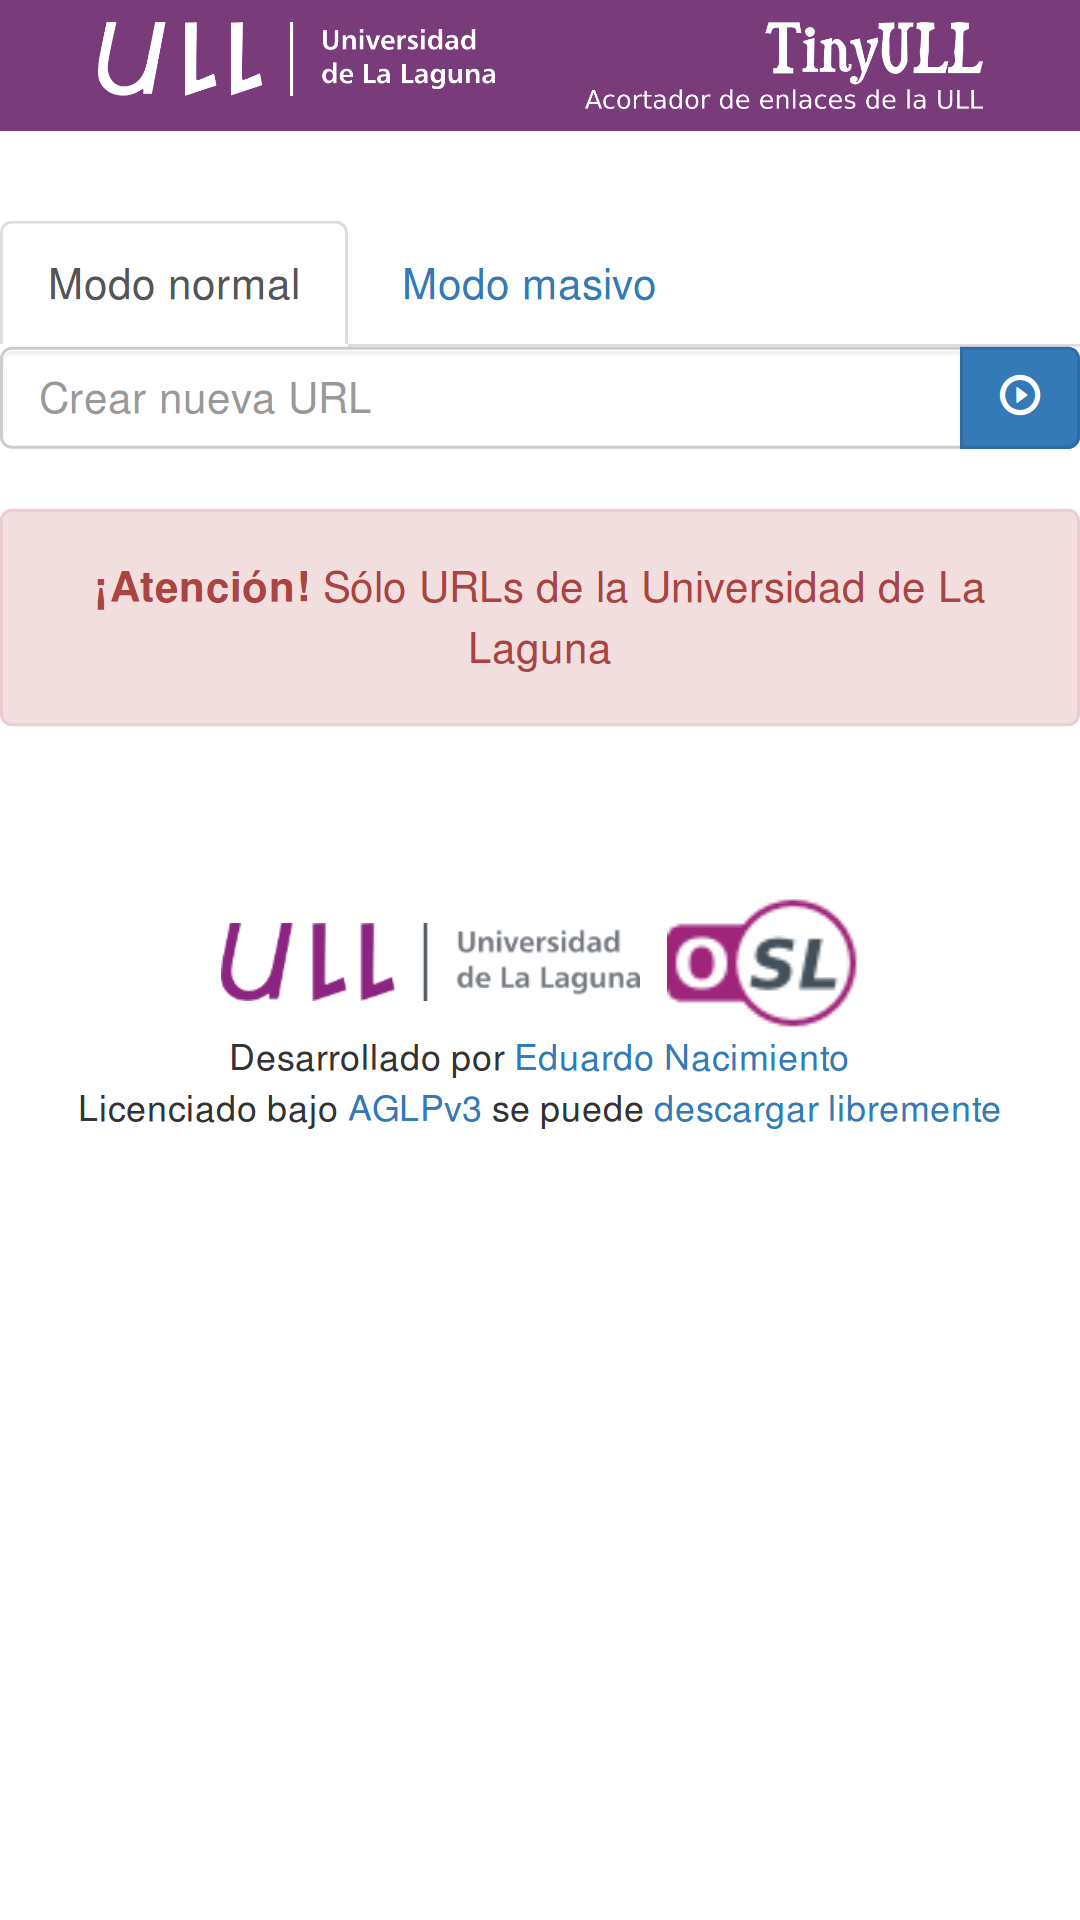 ULL
Universidad
de La Laguna
TinyULL
Acortador de enlaces de la ULL
Modo normal
Modo masivo
Crear nueva URL
¡Atención! Sólo URLs de la Universidad de La
Laguna
ULL
Universidad
de La Laguna
OSL
Desarrollado por Eduardo Nacimiento
Licenciado bajo AGLPv3 se puede descargar libremente